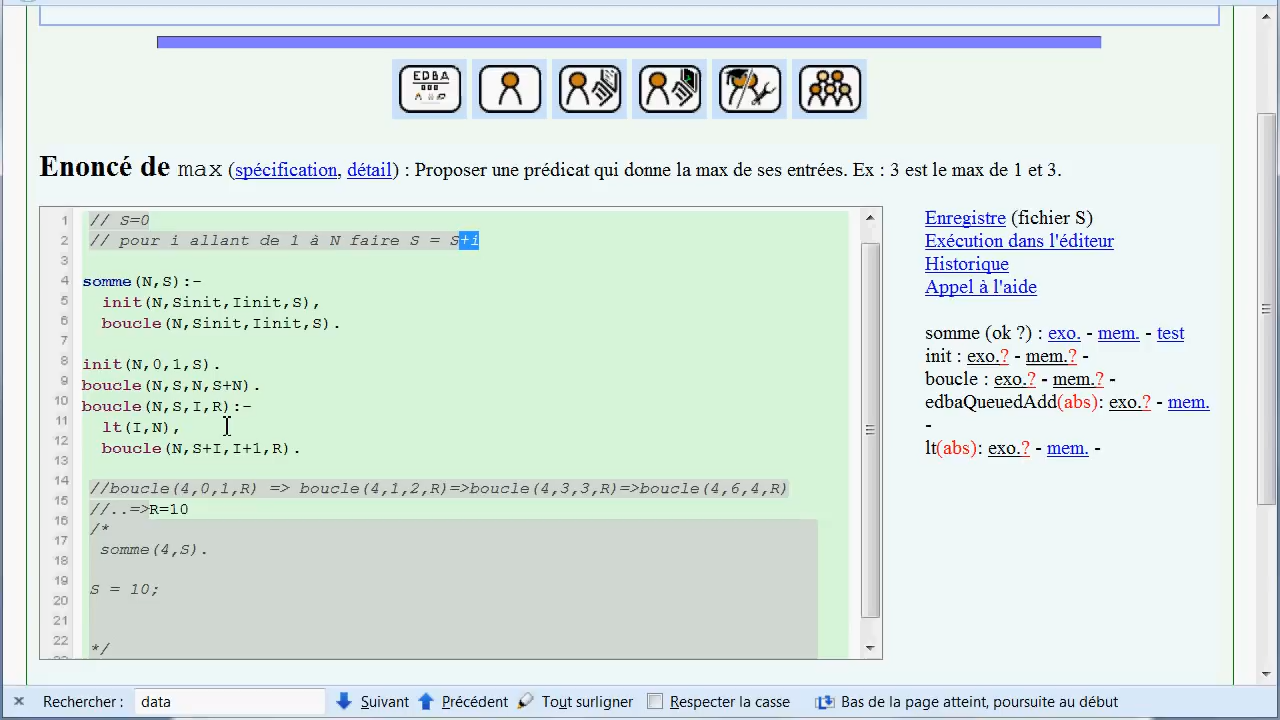 EDBA
Enoncé de max (spécification, détail) : Proposer une prédicat qui donne la max de ses entrées. Ex : 3 est le max de 1 et 3.
1 // S=0
2 // pour i allant de 1 à N faire S = S+i
3
4 somme(N,S):-
5 init(N,Sinit,Iinit,S),
6 boucle(N,Sinit,Iinit,S).
7
8 init(N,0,1,S).
9 boucle(N,S,N,S+N).
10 boucle(N,S,I,R):-
11 lt(I,N),
12 boucle(N,S+I,I+1,R).
13
14 //boucle(4,0,1,R) => boucle(4,1,2,R)=>boucle(4,3,3,R)=>boucle(4,6,4,R)
15 //..=>R=10
16 /*
17 somme(4,S).
18
19 S = 10;
20
21
22 */
Enregistre (fichier S)
Exécution dans l'éditeur
Historique
Appel à l'aide
somme (ok ?) : exo. - mem. - test
init : exo.? - mem.? -
boucle : exo.? - mem.? -
edbaQueuedAdd(abs): exo.? - mem.
-
lt(abs): exo.? - mem. -
Rechercher : data Suivant Précédent Tout surligner Respecter la casse Bas de la page atteint, poursuite au début